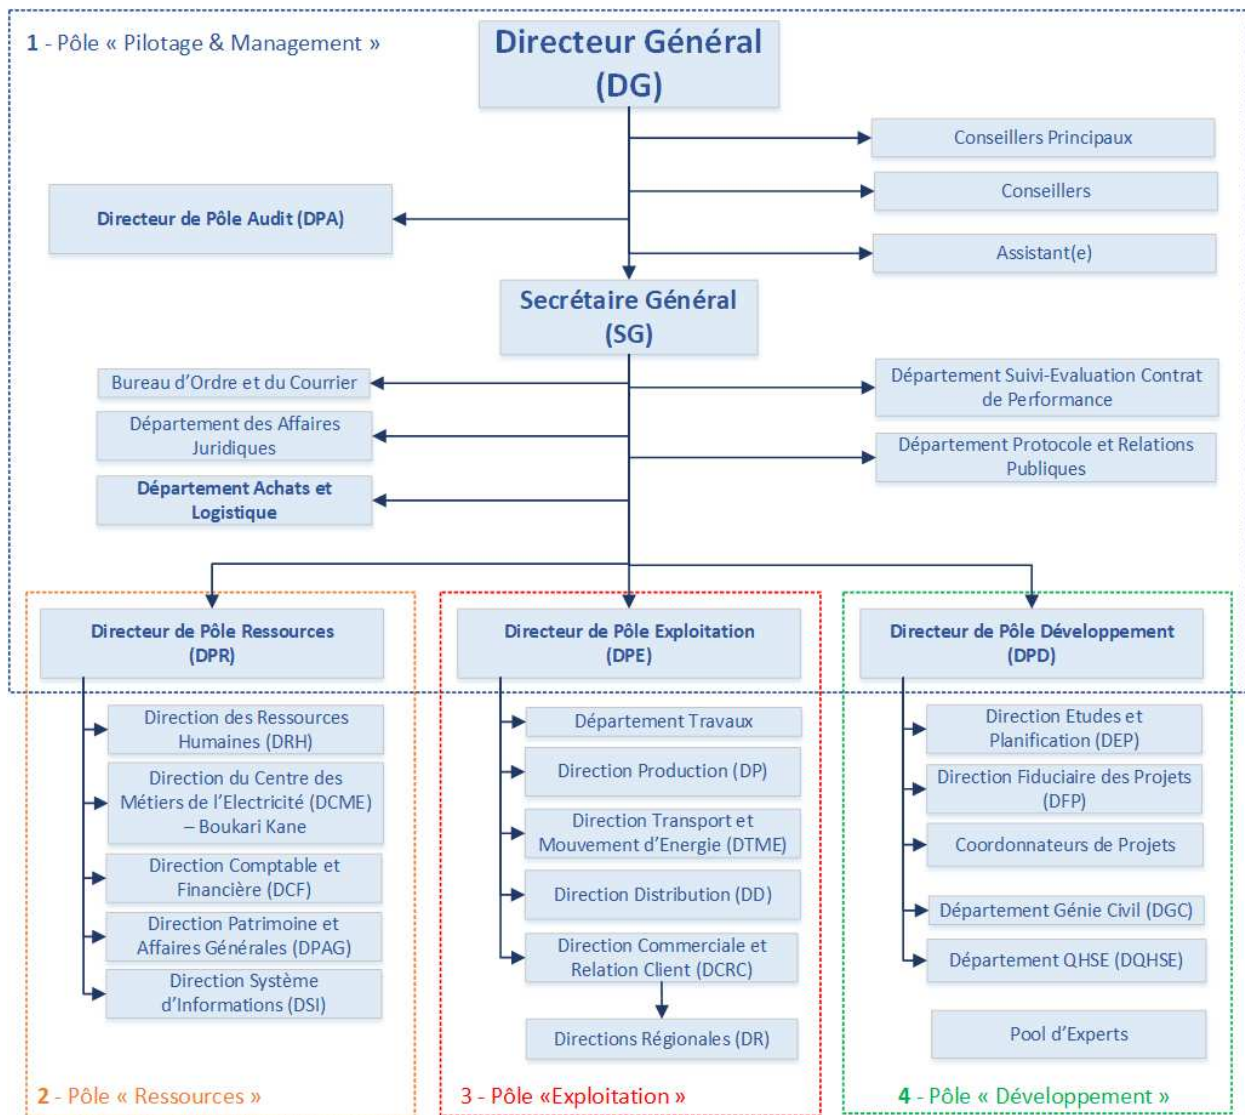 1 - Pôle « Pilotage & Management »
Directeur Général
(DG)
Conseillers Principaux
Conseillers
Directeur de Pôle Audit (DPA)
Assistant(e)
Secrétaire Général
(SG)
Bureau d'Ordre et du Courrier
Département des Affaires
Juridiques
Département Achats et
Logistique
Département Suivi-Evaluation Contrat
de Performance
Département Protocole et Relations
Publiques
Directeur de Pôle Ressources
(DPR)
Direction des Ressources
Humaines (DRH)
Direction du Centre des
Métiers de l'Electricité (DCME)
– Boukari Kane
Direction Comptable et
Financière (DCF)
Direction Patrimoine et
Affaires Générales (DPAG)
Direction Système
d'Informations (DSI)
2 - Pôle « Ressources »
Directeur de Pôle Exploitation
(DPE)
Département Travaux
Direction Production (DP)
Direction Transport et
Mouvement d'Energie (DTME)
Direction Distribution (DD)
Direction Commerciale et
Relation Client (DCRC)
Directions Régionales (DR)
3 - Pôle «Exploitation »
Directeur de Pôle Développement
(DPD)
Direction Etudes et
Planification (DEP)
Direction Fiduciaire des Projets
(DFP)
Coordonnateurs de Projets
Département Génie Civil (DGC)
Département QHSE (DQHSE)
Pool d'Experts
4 - Pôle « Développement »